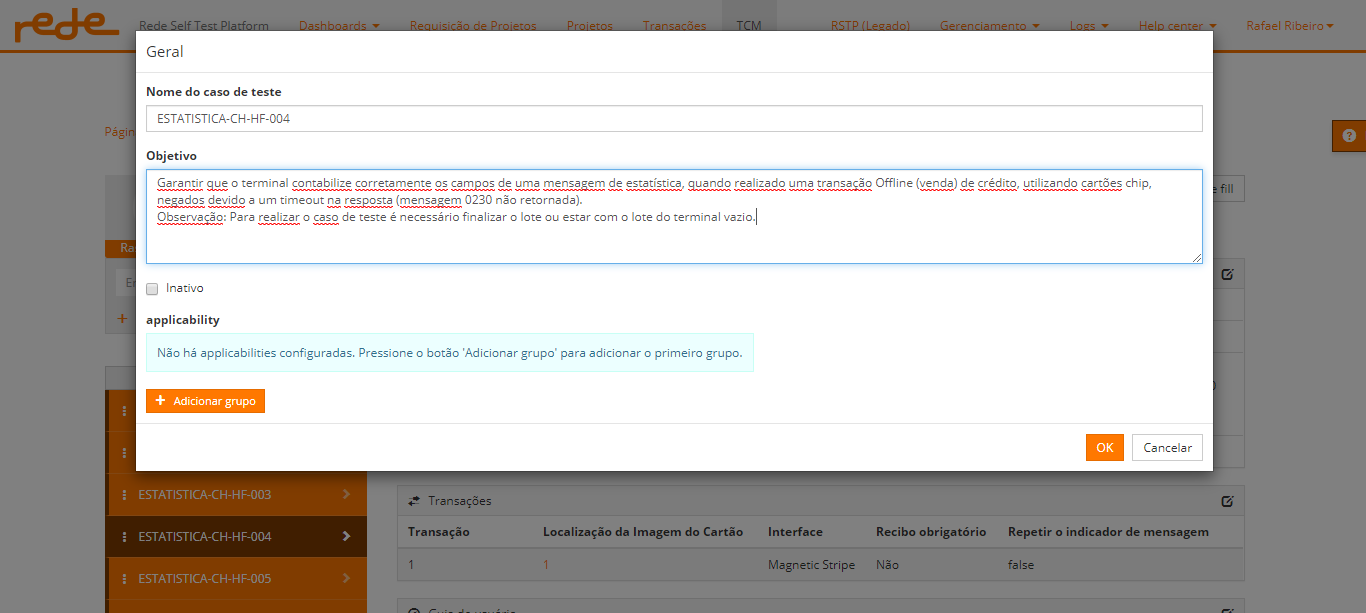 rede Rede Self Test Platform Dashboards Requisição de Projetos Projetos Transações TCM RSTP (Legado) Gerenciamento Logs Help center Rafael Ribeiro
Geral
Nome do caso de teste
ESTATISTICA-CH-HF-004
Págin
Objetivo
Garantir que o terminal contabilize corretamente os campos de uma mensagem de estatística, quando realizado uma transação Offline (venda) de crédito, utilizando cartões chip,
negados devido a um timeout na resposta (mensagem 0230 não retornada).
Observação: Para realizar o caso de teste é necessário finalizar o lote ou estar com o lote do terminal vazio.
e fill
Ra
En
Inativo
applicability
Não há applicabilities configuradas. Pressione o botão 'Adicionar grupo' para adicionar o primeiro grupo.
+ Adicionar grupo
OK Cancelar
ESTATISTICA-CH-HF-003
Transações
Transação Localização da Imagem do Cartão Interface Recibo obrigatório Repetir o indicador de mensagem
ESTATISTICA-CH-HF-004
1 1 Magnetic Stripe Não false
ESTATISTICA-CH-HF-005
Guia do usuário